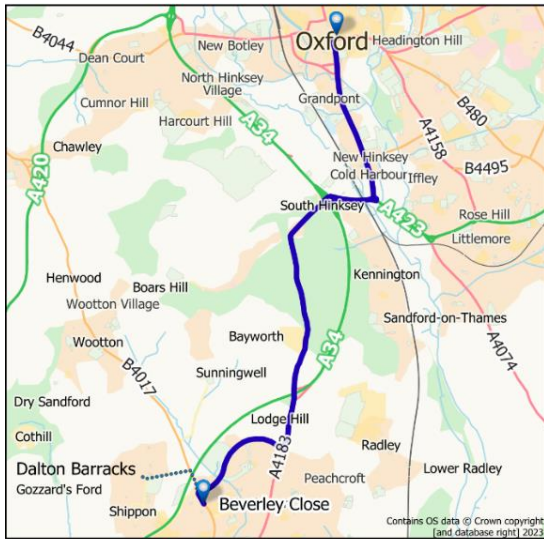 B4044
Dean Court
New Botley
Oxford
Headington Hill
North Hinksey
Village
Cumnor Hill
Harcourt Hill
A34
Grandpont
B480
A4158
Chawley
A420
New Hinksey
Cold Harbour
Iffley
B4495
South Hinksey
A423
Rose Hill
Littlemore
Henwood
Boars Hill
Wootton Village
Kennington
Sandford-on-Thames
Wootton
B4017
Bayworth
A34
A4074
Sunningwell
Dry Sandford
Cothill
Lodge Hill
A4183
Radley
Dalton Barracks
Gozzard's Ford
Peachcroft
Lower Radley
Shippon
Beverley Close
Contains OS data © Crown copyright
[and database right] 2023